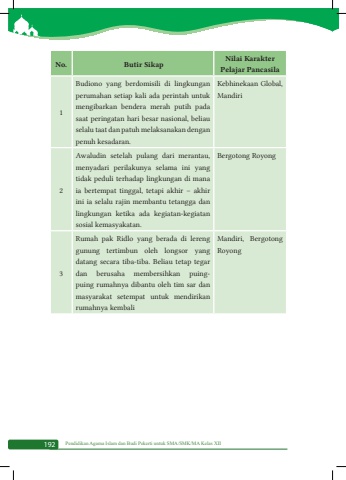 No. Butir Sikap Nilai Karakter Pelajar Pancasila
1
Budiono yang berdomisili di lingkungan
perumahan setiap kali ada perintah untuk
mengibarkan bendera merah putih pada
saat peringatan hari besar nasional, beliau
selalu taat dan patuh melaksanakan dengan
penuh kesadaran.
Kebhinekaan Global,
Mandiri
2
Awaludin setelah pulang dari merantau,
menyadari perilakunya selama ini yang
tidak peduli terhadap lingkungan di mana
ia bertempat tinggal, tetapi akhir – akhir
ini ia selalu rajin membantu tetangga dan
lingkungan ketika ada kegiatan-kegiatan
sosial kemasyakatan.
Bergotong Royong
3
Rumah pak Ridlo yang berada di lereng
gunung tertimbun oleh longsor yang
datang secara tiba-tiba. Beliau tetap tegar
dan berusaha membersihkan puing-
puing rumahnya dibantu oleh tim sar dan
masyarakat setempat untuk mendirikan
rumahnya kembali
Mandiri, Bergotong
Royong
192 Pendidikan Agama Islam dan Budi Pekerti untuk SMA/SMK/MA Kelas XII